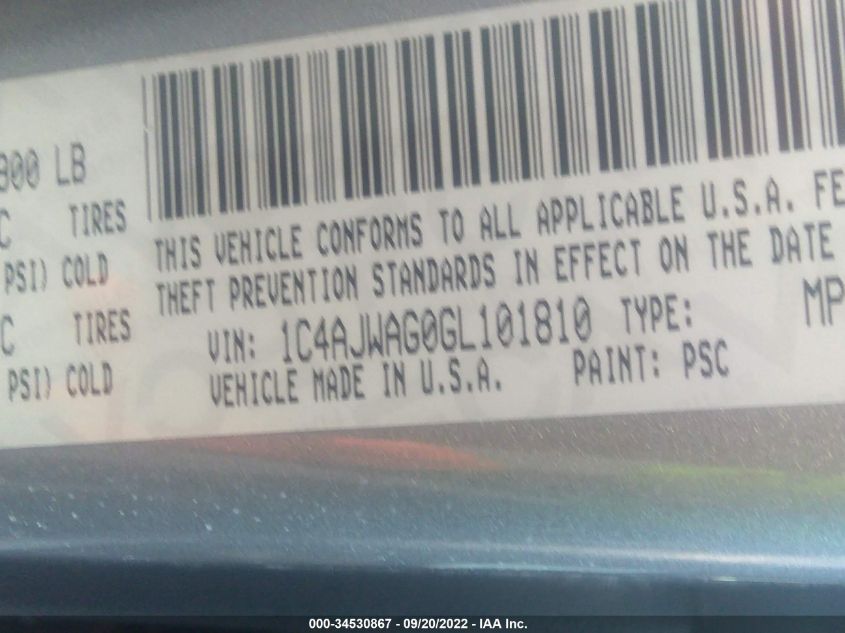 900 LB
C TIRES
PSI) COLD
C TIRES
PSI) COLD
THIS VEHICLE CONFORMS TO ALL APPLICABLE U.S.A. FE
THEFT PREVENTION STANDARDS IN EFFECT ON THE DATE
VIN: 1C4AJWAG0GL101810 TYPE: MP
VEHICLE MADE IN U.S.A. PAINT: PSC
000-34530867 - 09/20/2022 - IAA Inc.